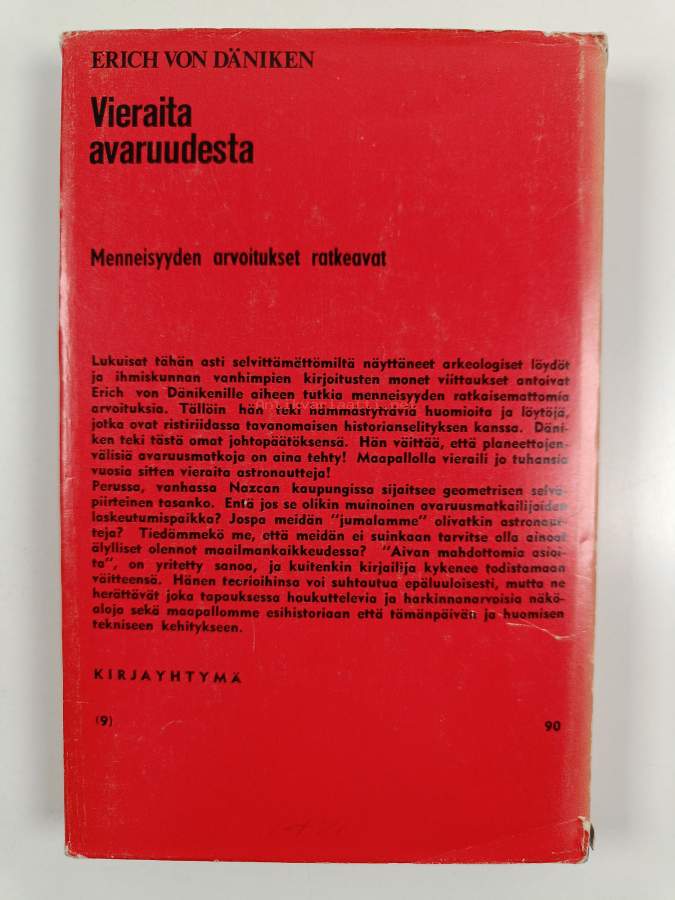 ERICH VON DÄNIKEN
Vieraita
avaruudesta
Menneisyyden arvoitukset ratkeavat
Lukuisat tähän asti selvittämättömiltä näyttäneet arkeologiset löydöt
ja ihmiskunnan vanhimpien kirjoitusten monet viittaukset antoivat
Erich von Dänikenille aiheen tutkia menneisyyden ratkaisemattomia
arvoituksia. Tällöin hän teki hämmästyttäviä huomioita ja löytöjä,
jotka ovat ristiriidassa tavanomaisen historianselityksen kanssa. Däni-
ken teki tästä omat johtopäätöksensä. Hän väittää, että planeettojen-
välisiä avaruusmatkoja on aina tehty! Maapallolla vieraili jo tuhansia
vuosia sitten vieraita astronautteja!
Perussa, vanhassa Nazcan kaupungissa sijaitsee geometrisen selvä-
piirteinen tasanko. Entä jos se olikin muinoinen avaruusmatkailijoiden
laskeutumispaikka? Jospa meidän "jumalamme" olivatkin astronaut-
teja? Tiedämmekö me, että meidän ei suinkaan tarvitse olla ainoat
älylliset olennot maailmankaikkeudessa? "Aivan mahdottomia asioi-
ta", on yritetty sanoa, ja kuitenkin kirjailija kykenee todistamaan
väitteensä. Hänen tecrioihinsa voi suhtautua epäluuloisesti, mutta ne
herättävät joka tapauksessa houkuttelevia ja harkinnanarvoisia näkö-
aloja sekä maapallomme esihistoriaan että tämänpäivän ja huomisen
tekniseen kehitykseen.
KIRJAYHTYMÄ
(9)
90